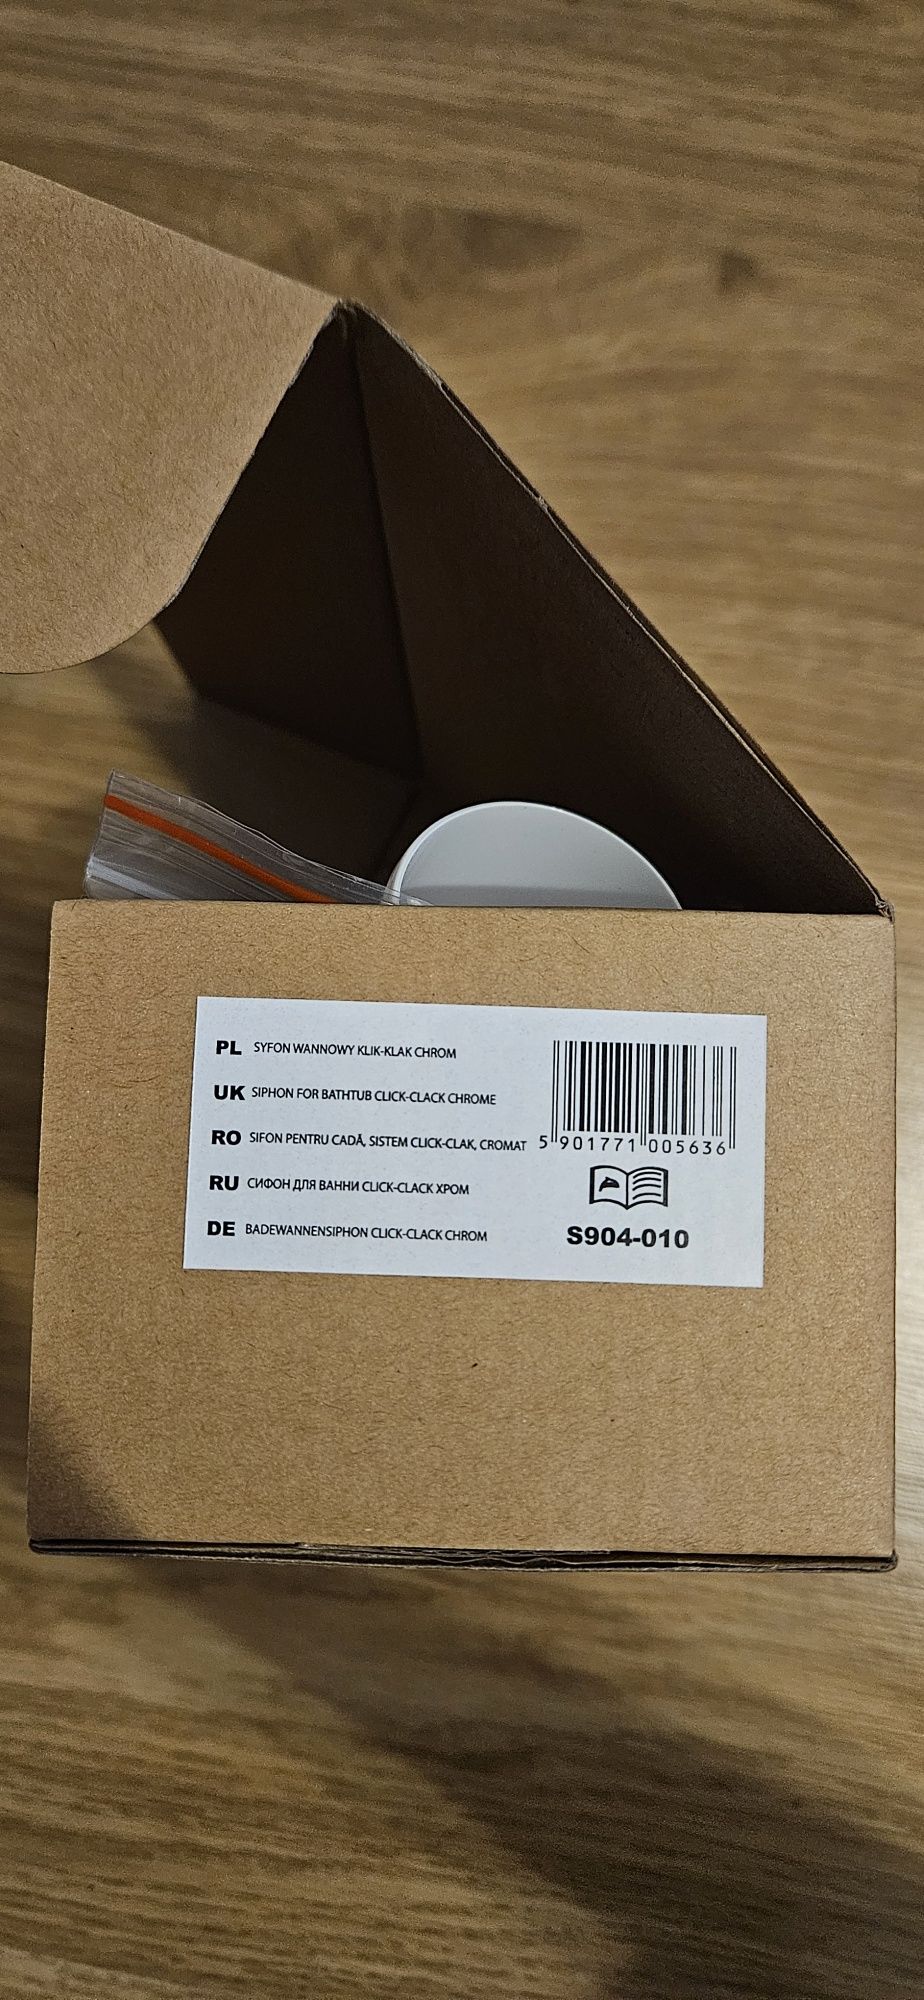 PL SYFON WANNOWY KLIK-KLAK CHROM
UK SIPHON FOR BATHTUB CLICK-CLACK CHROME
RO SIFON PENTRU CADĂ, SISTEM CLICK-CLAK, CROMAT
RU СИФОН ДЛЯ ВАННИ CLICK-CLACK ХРОМ
DE BADEWANNENSIPHON CLICK-CLACK CHROM
5 901771 005636
S904-010